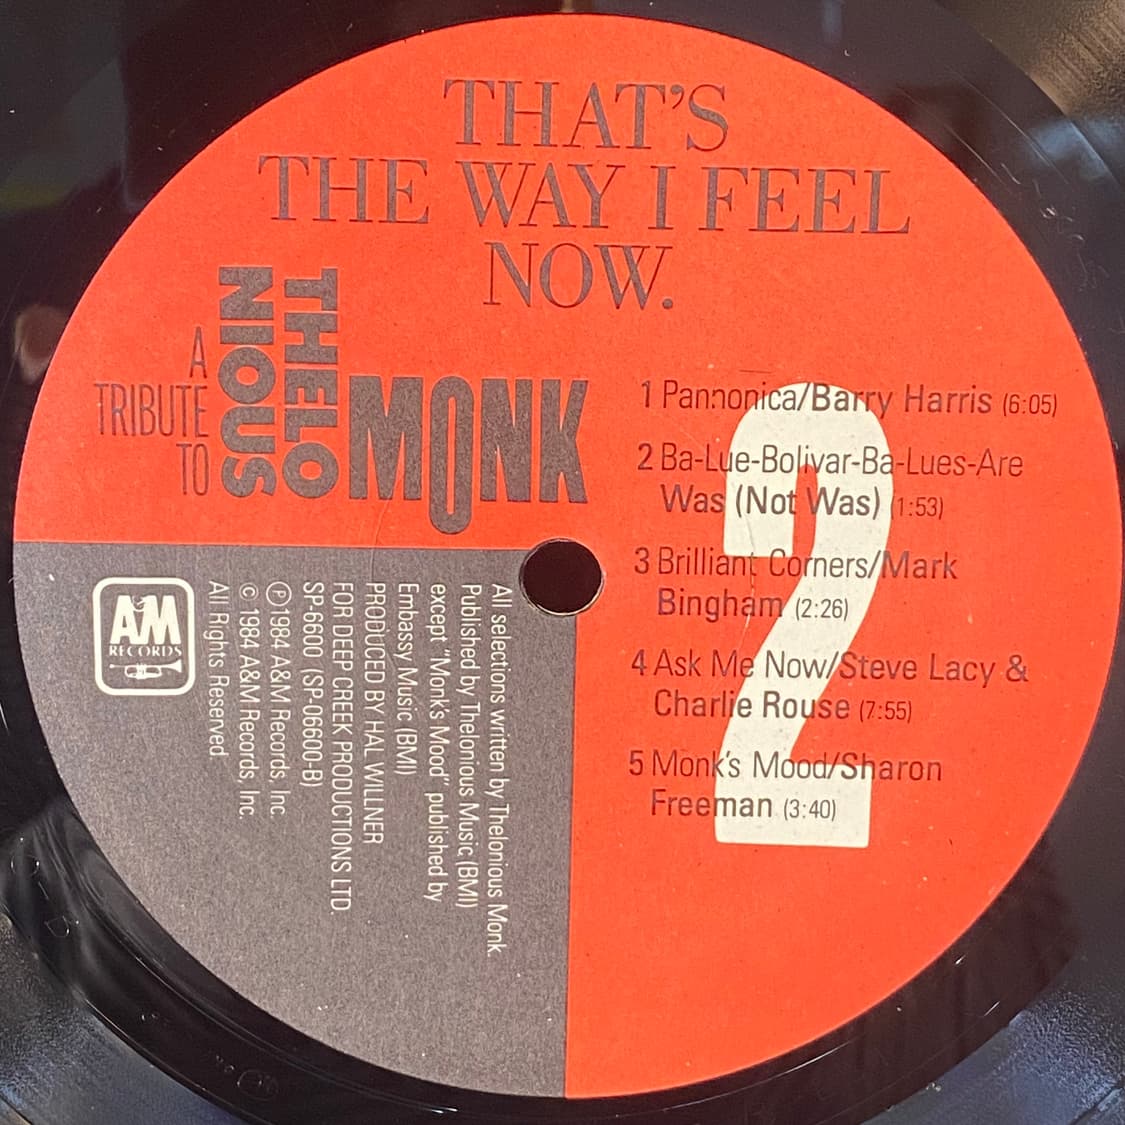 THAT'S
THE WAY I FEEL
NOW.
A
TRIBUTE
TO
THELO
NIOUS
MONK
2
1 Pannonica/Barry Harris (6:05)
2 Ba-Lue-Bolivar-Ba-Lues-Are
Was (Not Was) (1:53)
3 Brilliant Corners/Mark
Bingham (2:26)
4 Ask Me Now/Steve Lacy &
Charlie Rouse (7:55)
5 Monk's Mood/Sharon
Freeman (3:40)
All selections written by Thelonious Monk.
Published by Thelonious Music (BMI)
except "Monk's Mood" published by
Embassy Music (BMI)
PRODUCED BY HAL WILLNER
FOR DEEP CREEK PRODUCTIONS LTD.
SP-6600 (SP-06600-B)
℗ 1984 A&M Records, Inc.
© 1984 A&M Records, Inc.
All Rights Reserved
A&M
RECORDS